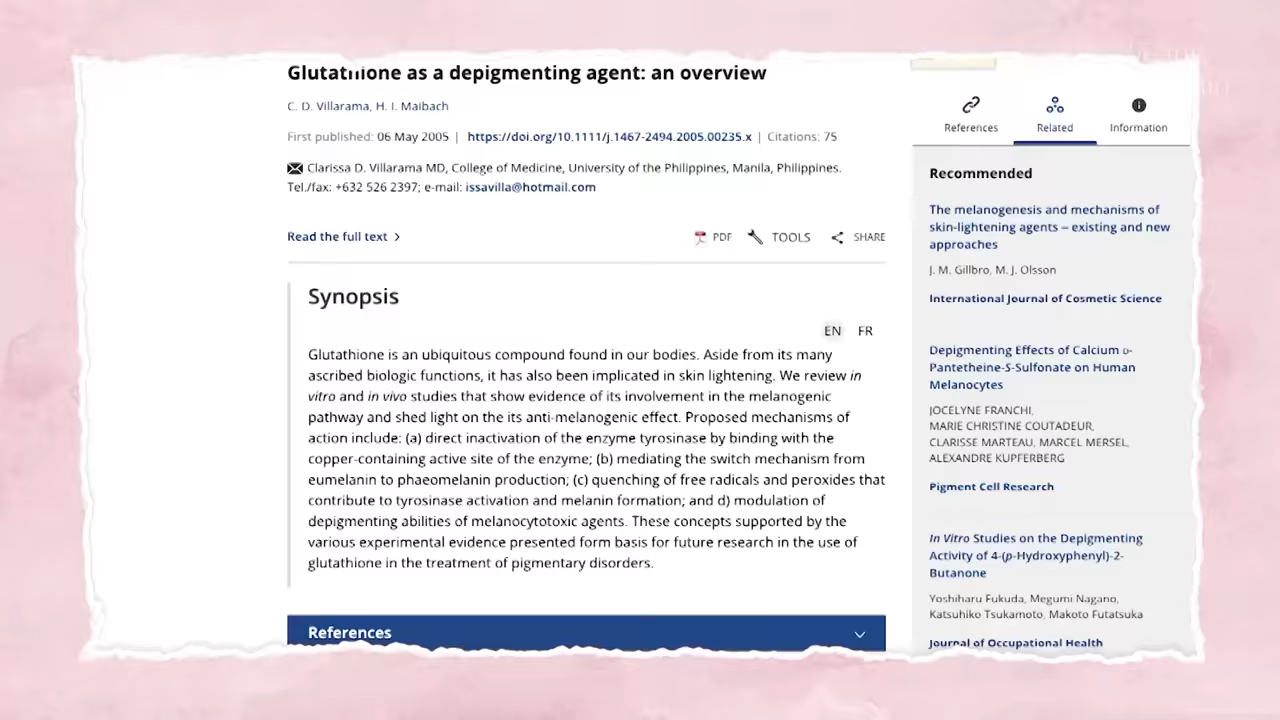 Glutathione as a depigmenting agent: an overview
C. D. Villarama, H. I. Maibach
First published: 06 May 2005 | https://doi.org/10.1111/j.1467-2494.2005.00235.x | Citations: 75
Clarissa D. Villarama MD, College of Medicine, University of the Philippines, Manila, Philippines.
Tel./fax: +632 526 2397; e-mail: issavilla@hotmail.com
Read the full text
PDF TOOLS SHARE
Synopsis
EN FR
Glutathione is an ubiquitous compound found in our bodies. Aside from its many
ascribed biologic functions, it has also been implicated in skin lightening. We review in
vitro and in vivo studies that show evidence of its involvement in the melanogenic
pathway and shed light on the its anti-melanogenic effect. Proposed mechanisms of
action include: (a) direct inactivation of the enzyme tyrosinase by binding with the
copper-containing active site of the enzyme; (b) mediating the switch mechanism from
eumelanin to phaeomelanin production; (c) quenching of free radicals and peroxides that
contribute to tyrosinase activation and melanin formation; and d) modulation of
depigmenting abilities of melanocytotoxic agents. These concepts supported by the
various experimental evidence presented form basis for future research in the use of
glutathione in the treatment of pigmentary disorders.
References
References Related Information
Recommended
The melanogenesis and mechanisms of
skin-lightening agents – existing and new
approaches
J. M. Gillbro, M. J. Olsson
International Journal of Cosmetic Science
Depigmenting Effects of Calcium D-
Pantetheine-S-Sulfonate on Human
Melanocytes
JOCELYNE FRANCHI,
MARIE CHRISTINE COUTADEUR,
CLARISSE MARTEAU, MARCEL MERSEL,
ALEXANDRE KUPFERBERG
Pigment Cell Research
In Vitro Studies on the Depigmenting
Activity of 4-(p-Hydroxyphenyl)-2-
Butanone
Yoshiharu Fukuda, Megumi Nagano,
Katsuhiko Tsukamoto, Makoto Futatsuka
Journal of Occupational Health